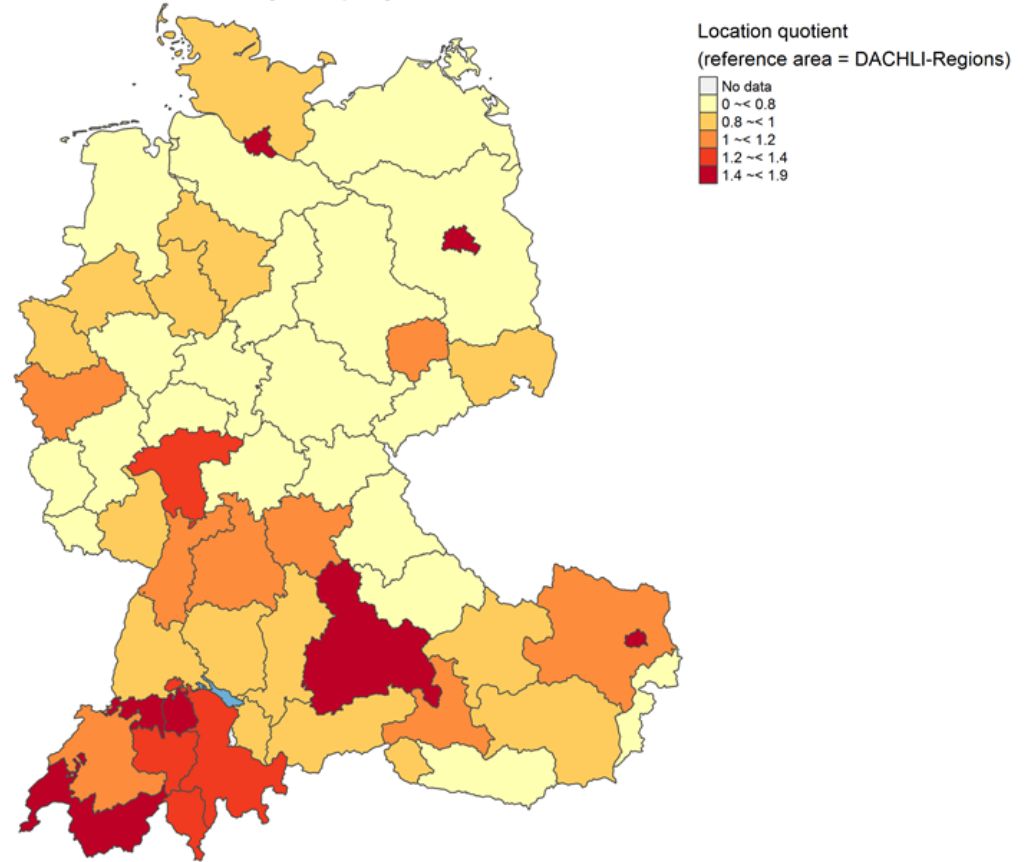 Location quotient
(reference area = DACHLI-Regions)
No data
0 ~< 0.8
0.8 ~< 1
1 ~< 1.2
1.2 ~< 1.4
1.4 ~< 1.9